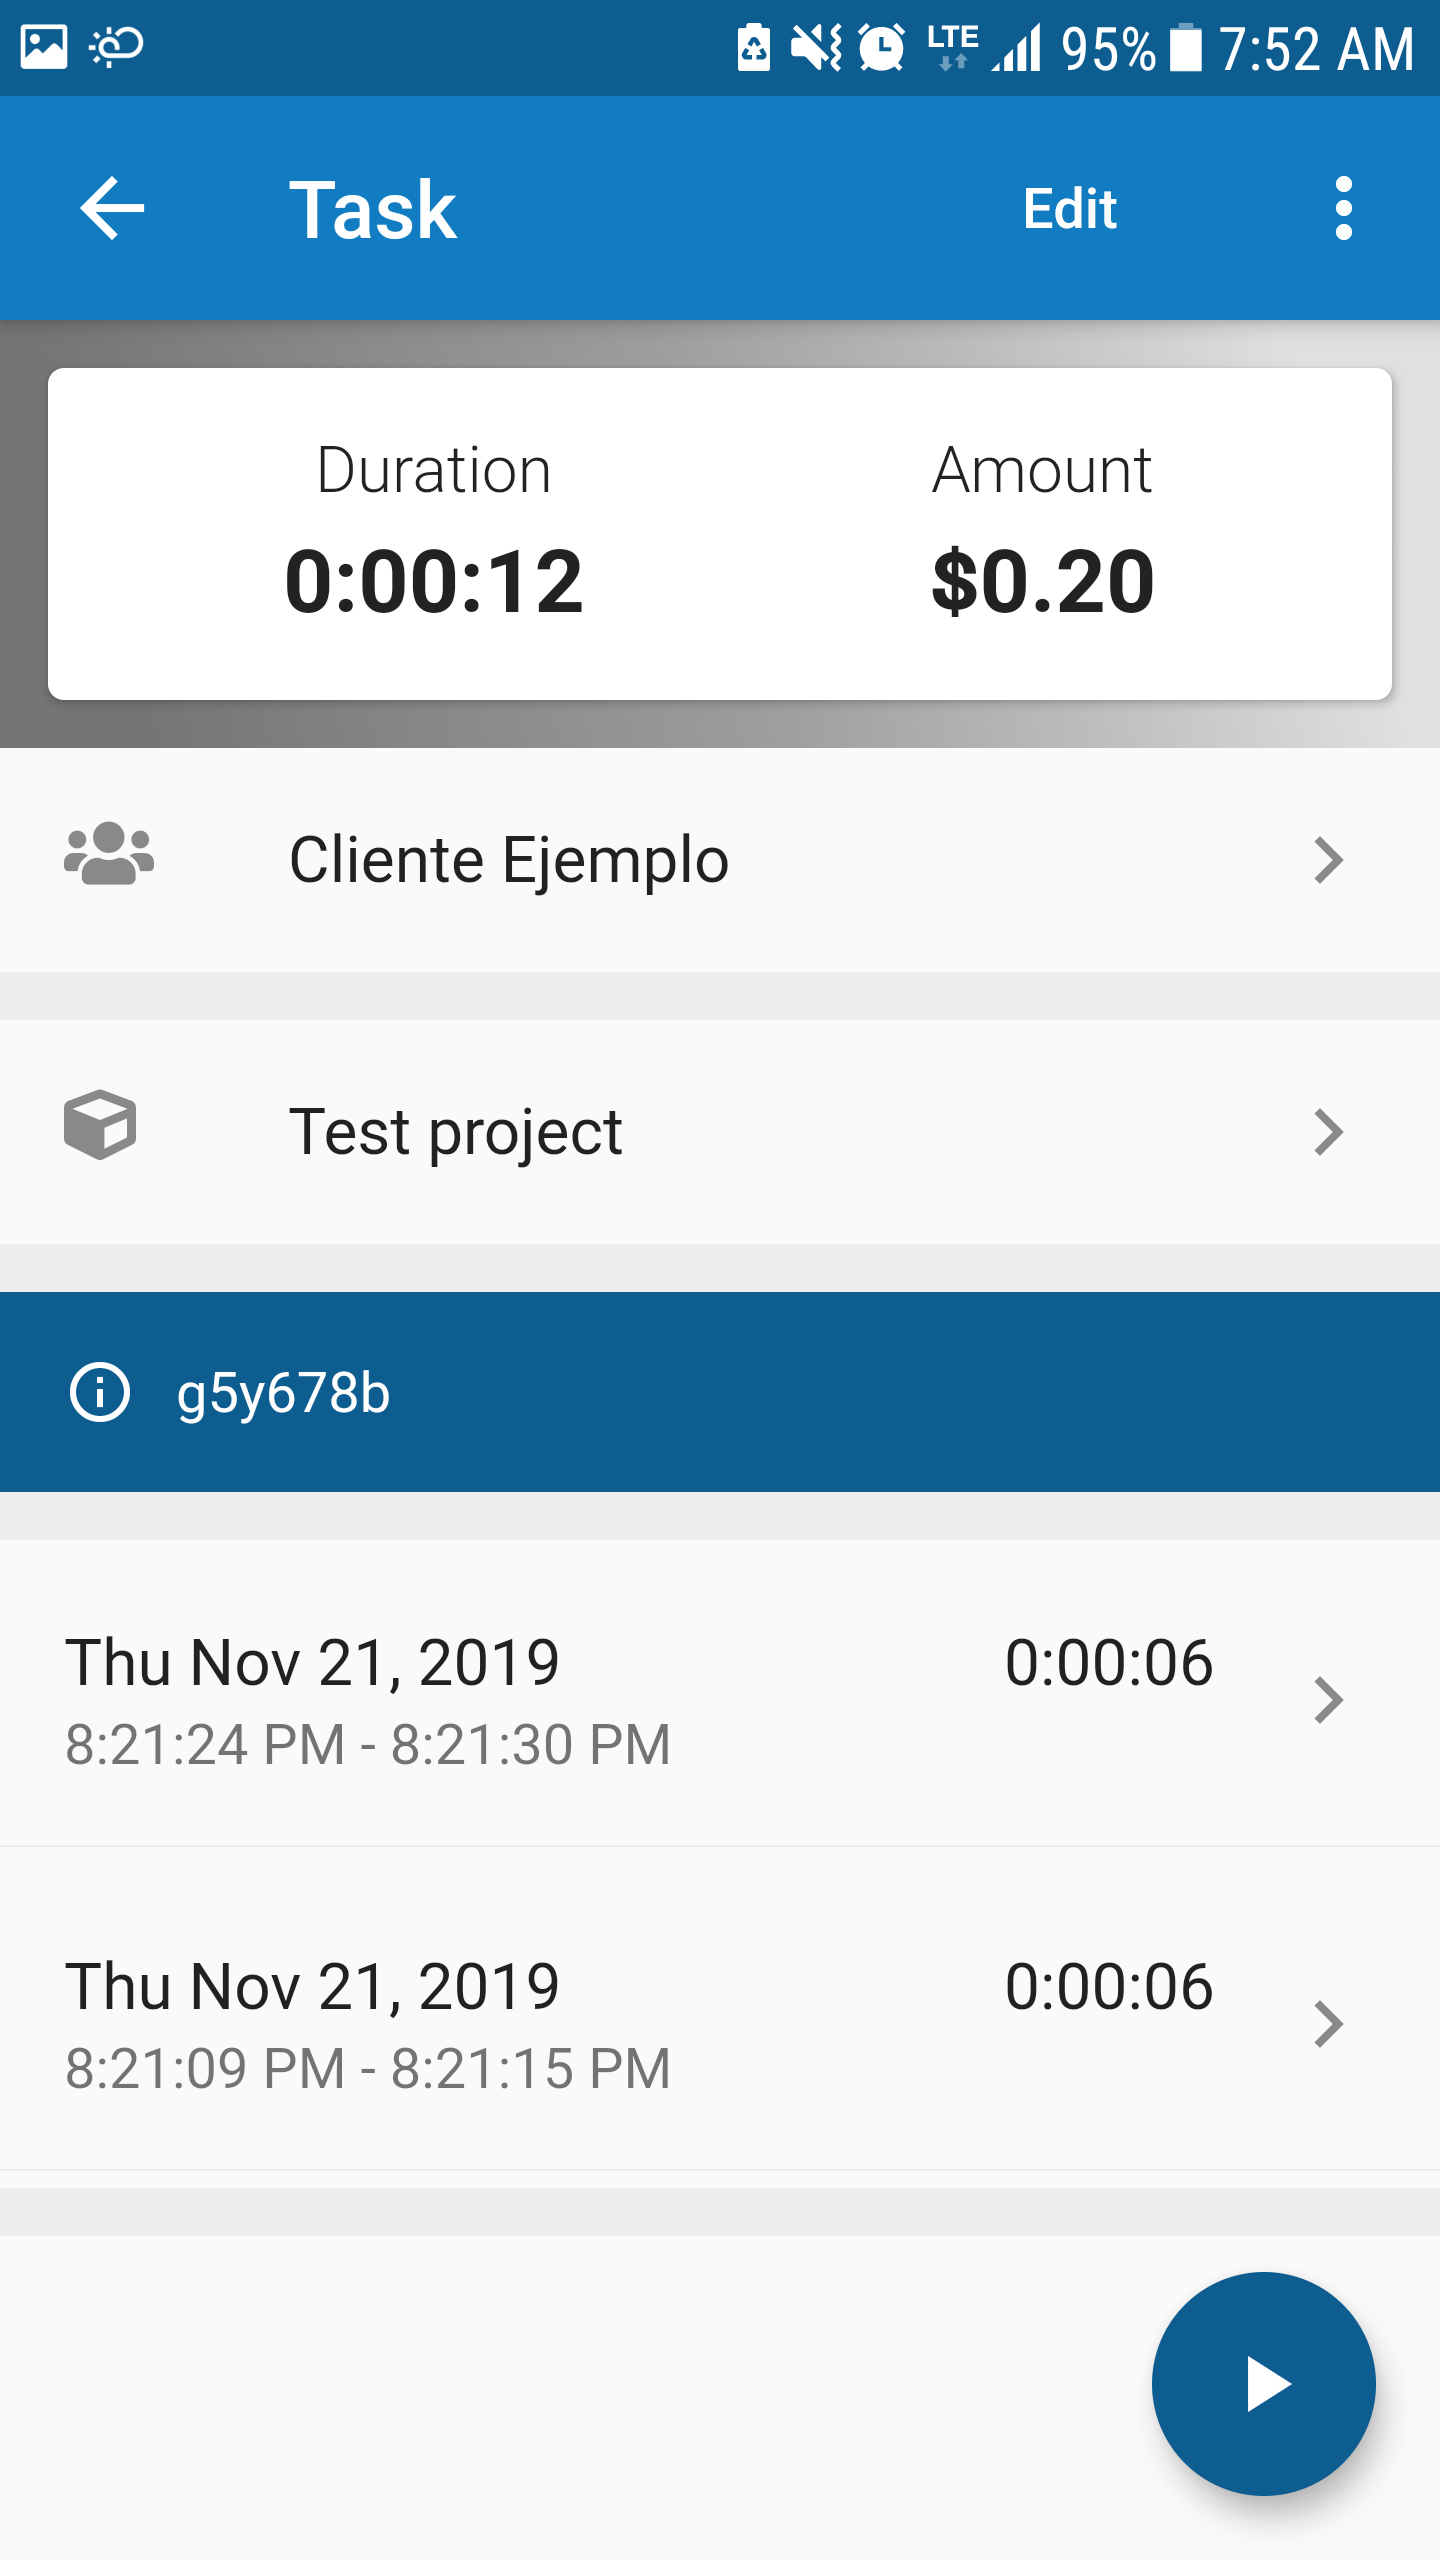 LTE 95% 7:52 AM
Task Edit
Duration Amount
0:00:12 $0.20
Cliente Ejemplo
Test project
g5y678b
Thu Nov 21, 2019 0:00:06
8:21:24 PM - 8:21:30 PM
Thu Nov 21, 2019 0:00:06
8:21:09 PM - 8:21:15 PM